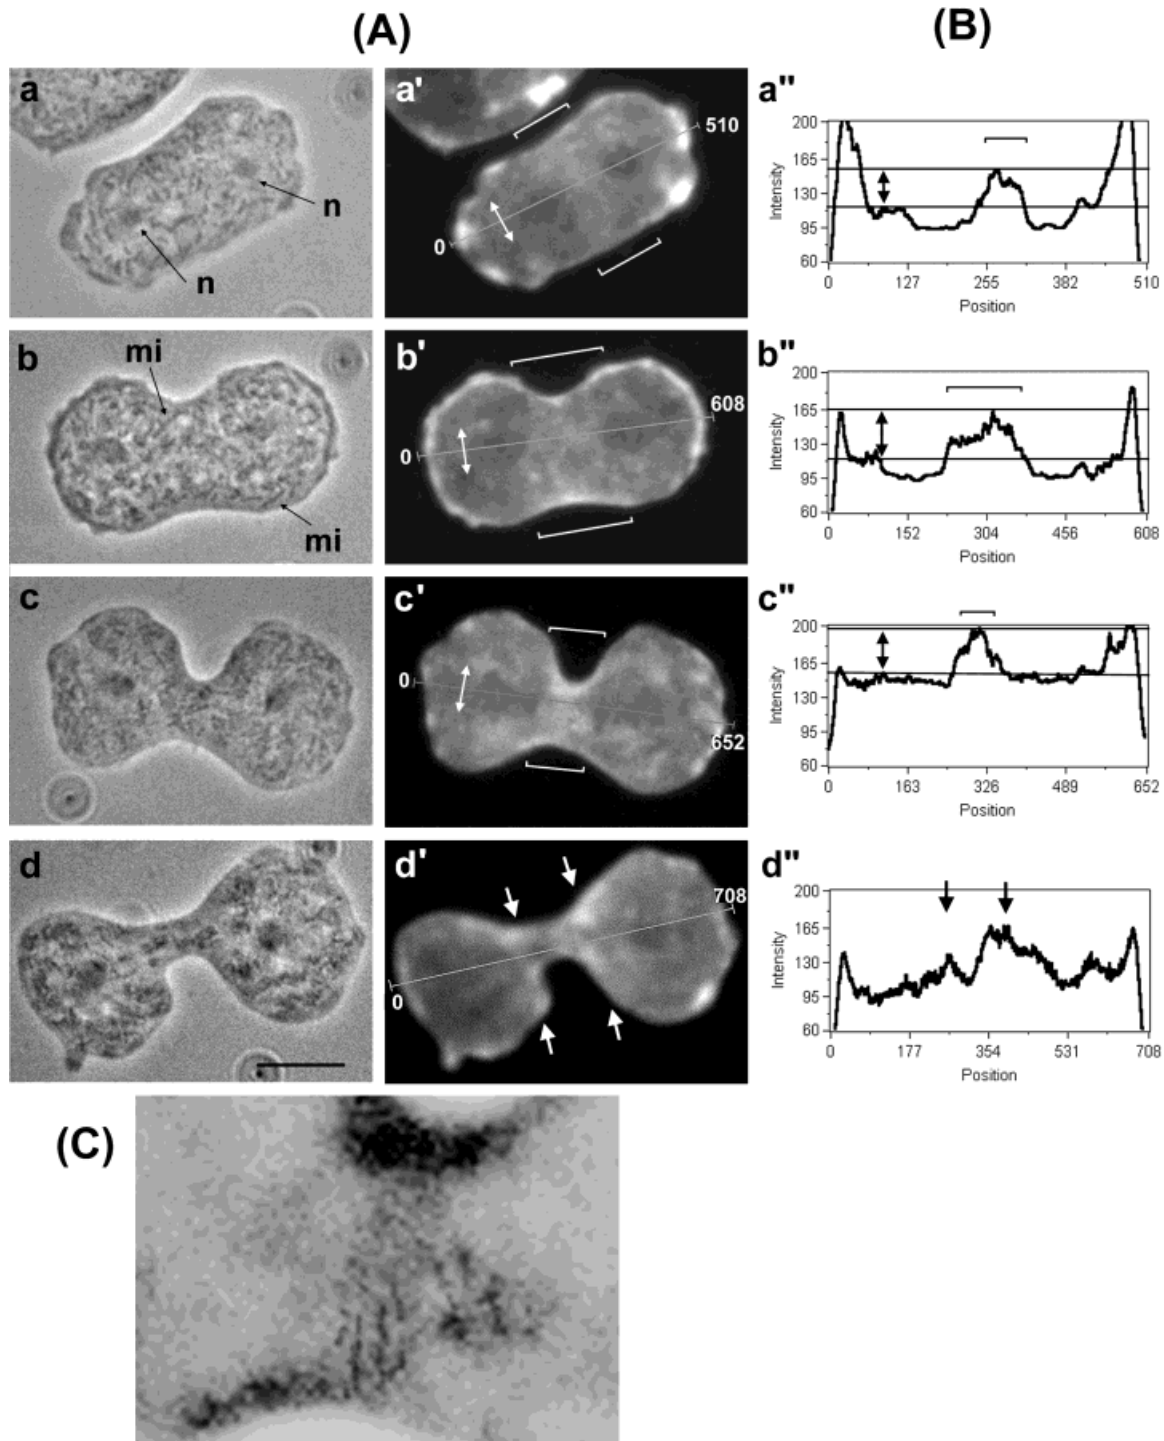 (A)
(B)
a
n
n
a'
0
510
a"
200
165
130
95
60
Intensity
0 127 255 382 510
Position
b
mi
mi
b'
0
608
b"
200
165
130
95
60
Intensity
0 152 304 456 608
Position
c
c'
0
652
c"
200
165
130
95
60
Intensity
0 163 326 489 652
Position
d
d'
0
708
d"
200
165
130
95
60
Intensity
0 177 354 531 708
Position
(C)